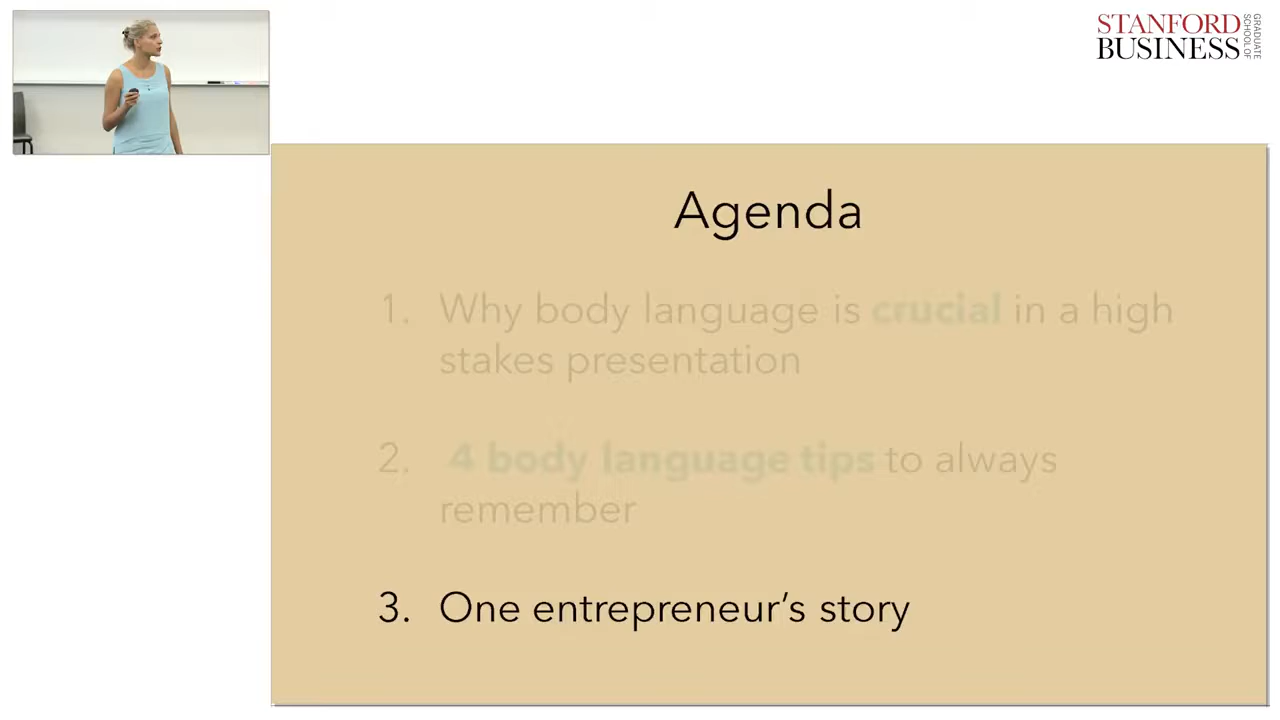 STANFORD
BUSINESS
GRADUATE
SCHOOL OF
Agenda
1. Why body language is crucial in a high
stakes presentation
2. 4 body language tips to always
remember
3. One entrepreneur’s story